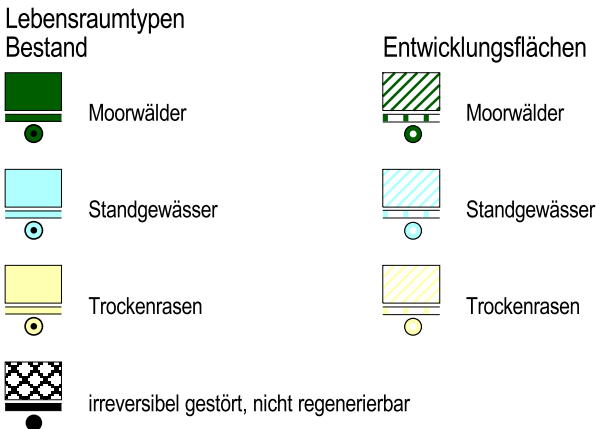 Lebensraumtypen
Bestand
Entwicklungsflächen
Moorwälder
Moorwälder
Standgewässer
Standgewässer
Trockenrasen
Trockenrasen
irreversibel gestört, nicht regenerierbar